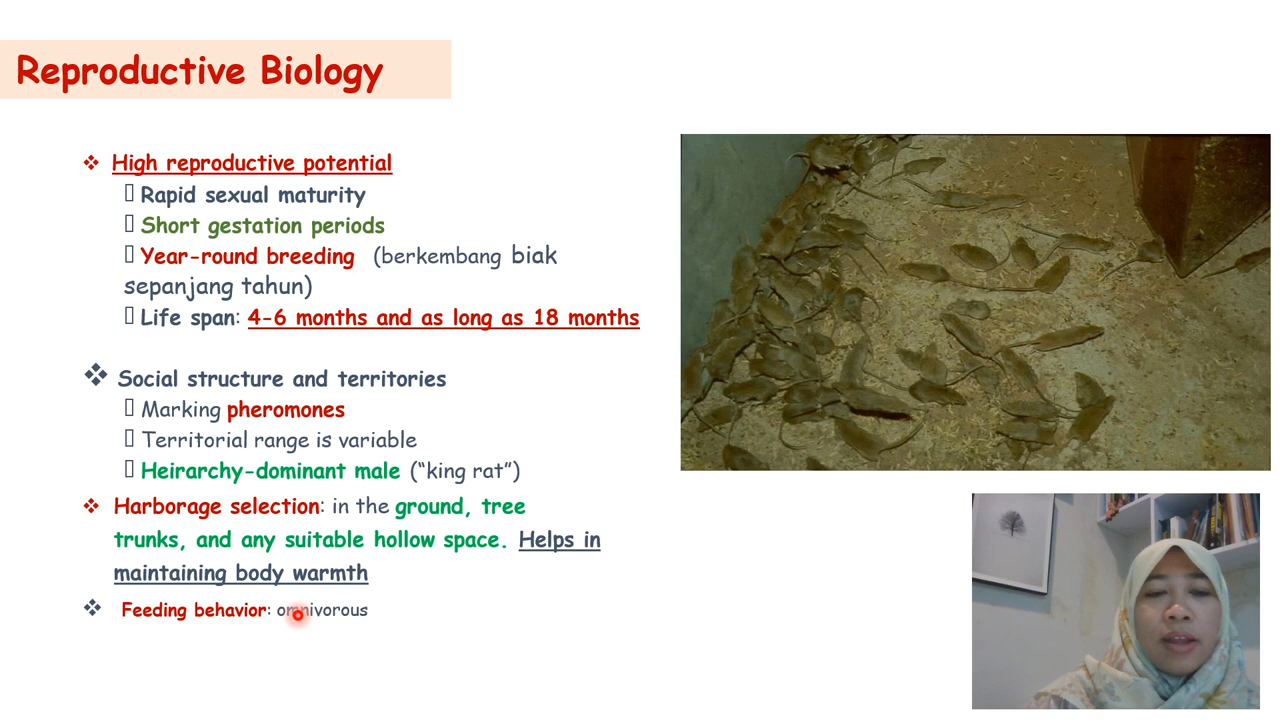 Reproductive Biology
❖ High reproductive potential
▯ Rapid sexual maturity
▯ Short gestation periods
▯ Year-round breeding (berkembang biak
sepanjang tahun)
▯ Life span: 4-6 months and as long as 18 months
❖ Social structure and territories
▯ Marking pheromones
▯ Territorial range is variable
▯ Heirarchy-dominant male (“king rat”)
❖ Harborage selection: in the ground, tree
trunks, and any suitable hollow space. Helps in
maintaining body warmth
❖ Feeding behavior: omnivorous